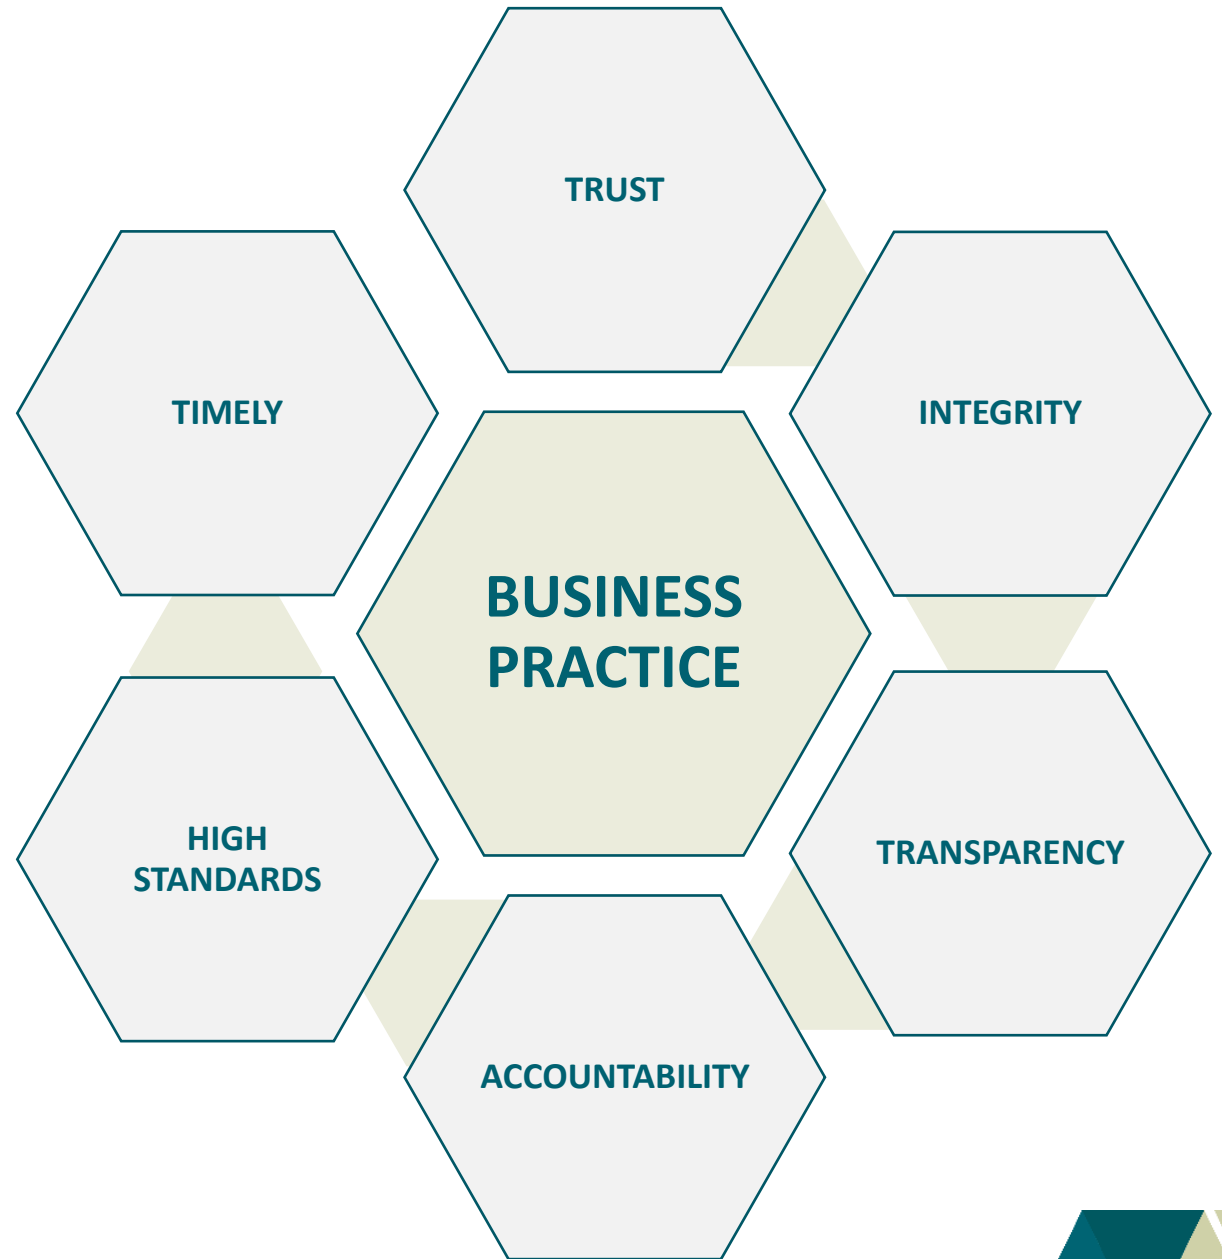 TRUST
INTEGRITY
TRANSPARENCY
ACCOUNTABILITY
HIGH
STANDARDS
TIMELY
BUSINESS
PRACTICE